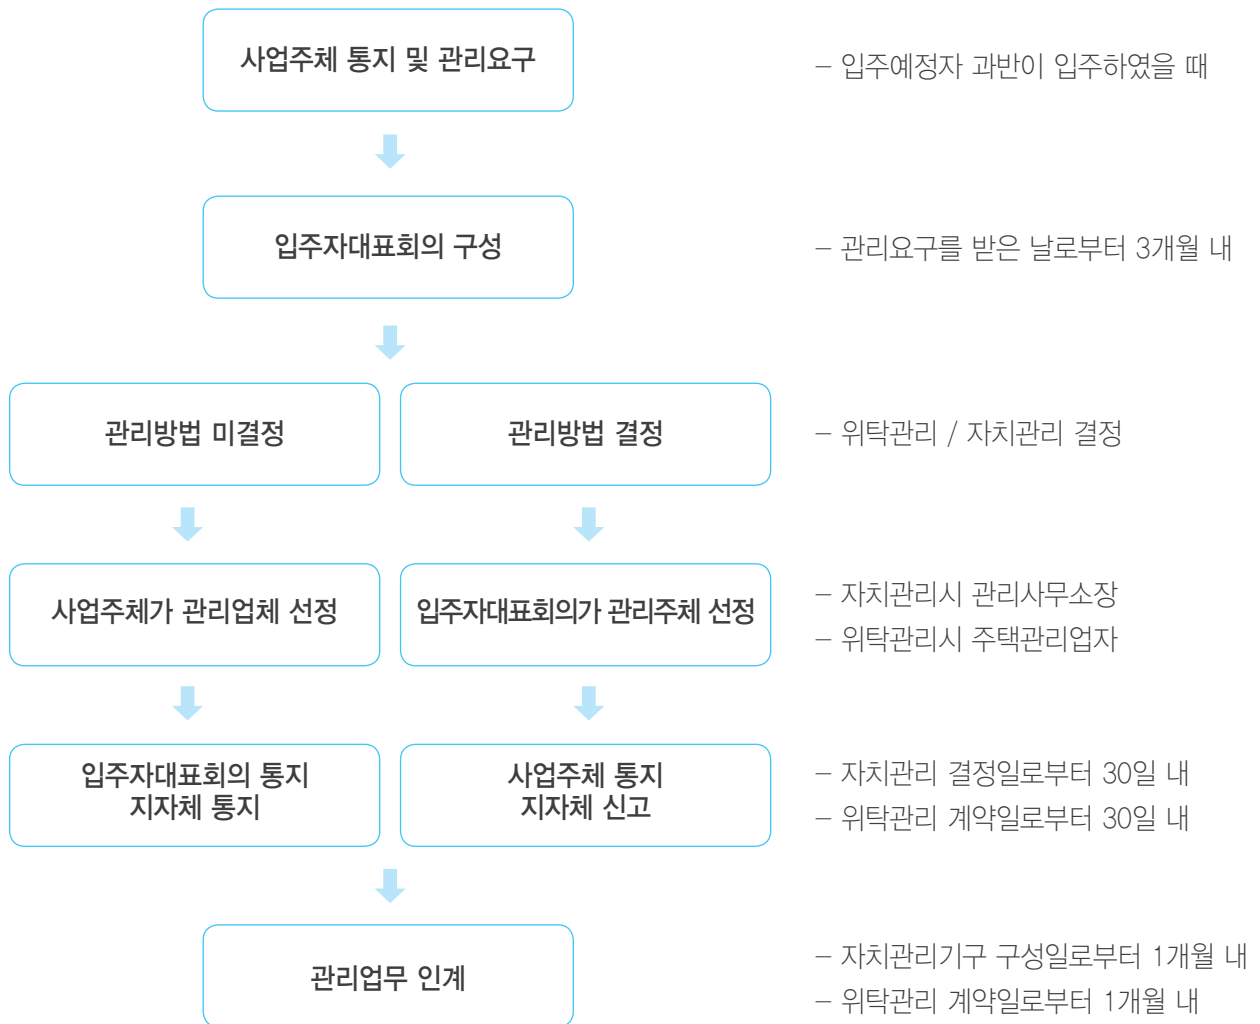 사업주체 통지 및 관리요구
– 입주예정자 과반이 입주하였을 때
입주자대표회의 구성
– 관리요구를 받은 날로부터 3개월 내
관리방법 미결정
관리방법 결정
– 위탁관리 / 자치관리 결정
사업주체가 관리업체 선정
입주자대표회의가 관리주체 선정
– 자치관리시 관리사무소장
– 위탁관리시 주택관리업자
입주자대표회의 통지
지자체 통지
사업주체 통지
지자체 신고
– 자치관리 결정일로부터 30일 내
– 위탁관리 계약일로부터 30일 내
관리업무 인계
– 자치관리기구 구성일로부터 1개월 내
– 위탁관리 계약일로부터 1개월 내